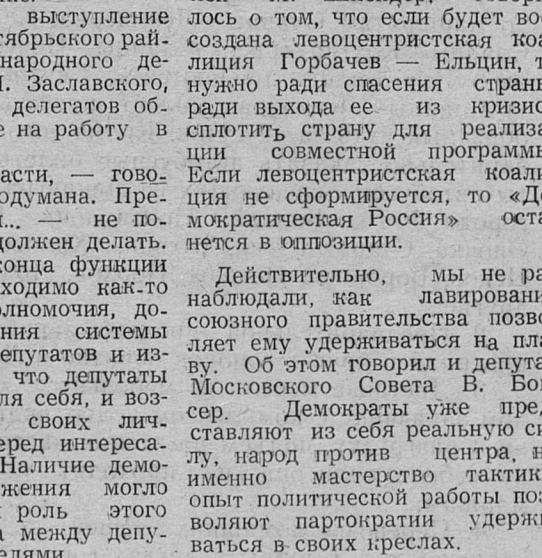 выступление
тябрьского рай-
народного де-
І. Заславского,
делегатов об-
е на работу в
асти, — гово-
одумана. Пре-
і... — не по-
должен делать.
конца функции
ходимо как-то
олномочия, до-
ния системы
епутатов и из-
что депутаты
ля себя, и воз-
своих лич-
еред интереса-
Наличие демо-
жения могло
роль этого
а между депу-
елями.
лось о том, что если будет во
создана левоцентристская коа
лиция Горбачев — Ельцин, т
нужно ради спасения стран
ради выхода ее из кризис
сплотить страну для реализа
ции совместной программы
Если левоцентристская коали
ция не сформируется, то «Де
мократическая Россия» оста
нется в оппозиции.
Действительно, мы не ра
наблюдали, как лавировани
союзного правительства позво
ляет ему удерживаться на пла
ву. Об этом говорил и депута
Московского Совета В. Бок
сер. Демократы уже пред
ставляют из себя реальную си
лу, народ против центра, н
именно мастерство тактик
опыт политической работы поз
воляют партократии удержи
ваться в своих креслах.